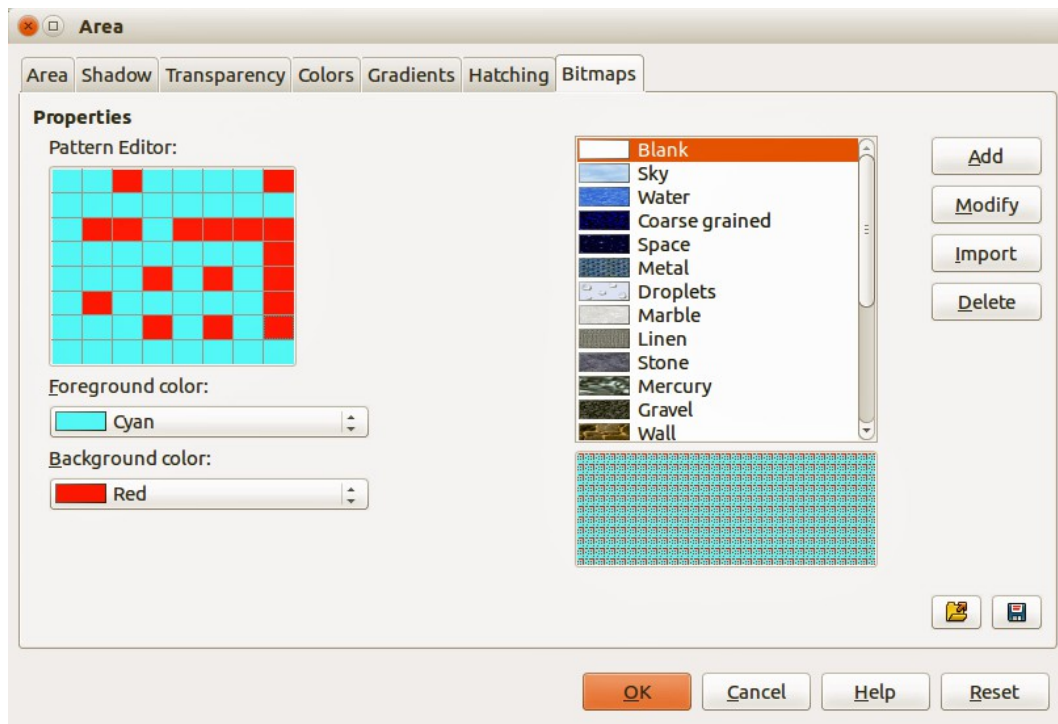 Area
Area Shadow Transparency Colors Gradients Hatching Bitmaps
Properties
Pattern Editor:
Foreground color:
Cyan
Background color:
Red
Blank
Sky
Water
Coarse grained
Space
Metal
Droplets
Marble
Linen
Stone
Mercury
Gravel
Wall
Add
Modify
Import
Delete
OK Cancel Help Reset